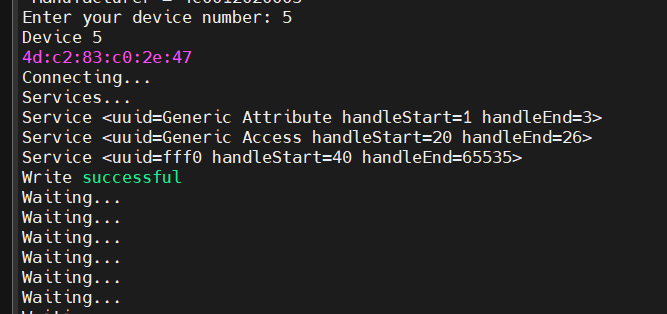 Enter your device number: 5
Device 5
4d:c2:83:c0:2e:47
Connecting...
Services...
Service <uuid=Generic Attribute handleStart=1 handleEnd=3>
Service <uuid=Generic Access handleStart=20 handleEnd=26>
Service <uuid=fff0 handleStart=40 handleEnd=65535>
Write successful
Waiting...
Waiting...
Waiting...
Waiting...
Waiting...
Waiting...